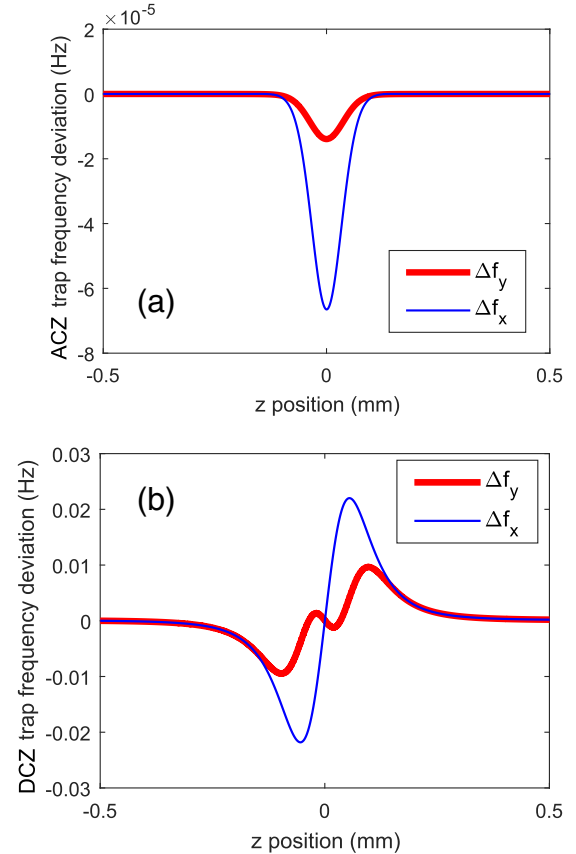 ×10⁻⁵
2
0
-2
-4
-6
-8
ACZ trap frequency deviation (Hz)
(a)
Δf_y
Δf_x
-0.5
0
0.5
z position (mm)
0.03
0.02
0.01
0
-0.01
-0.02
-0.03
DCZ trap frequency deviation (Hz)
(b)
Δf_y
Δf_x
-0.5
0
0.5
z position (mm)